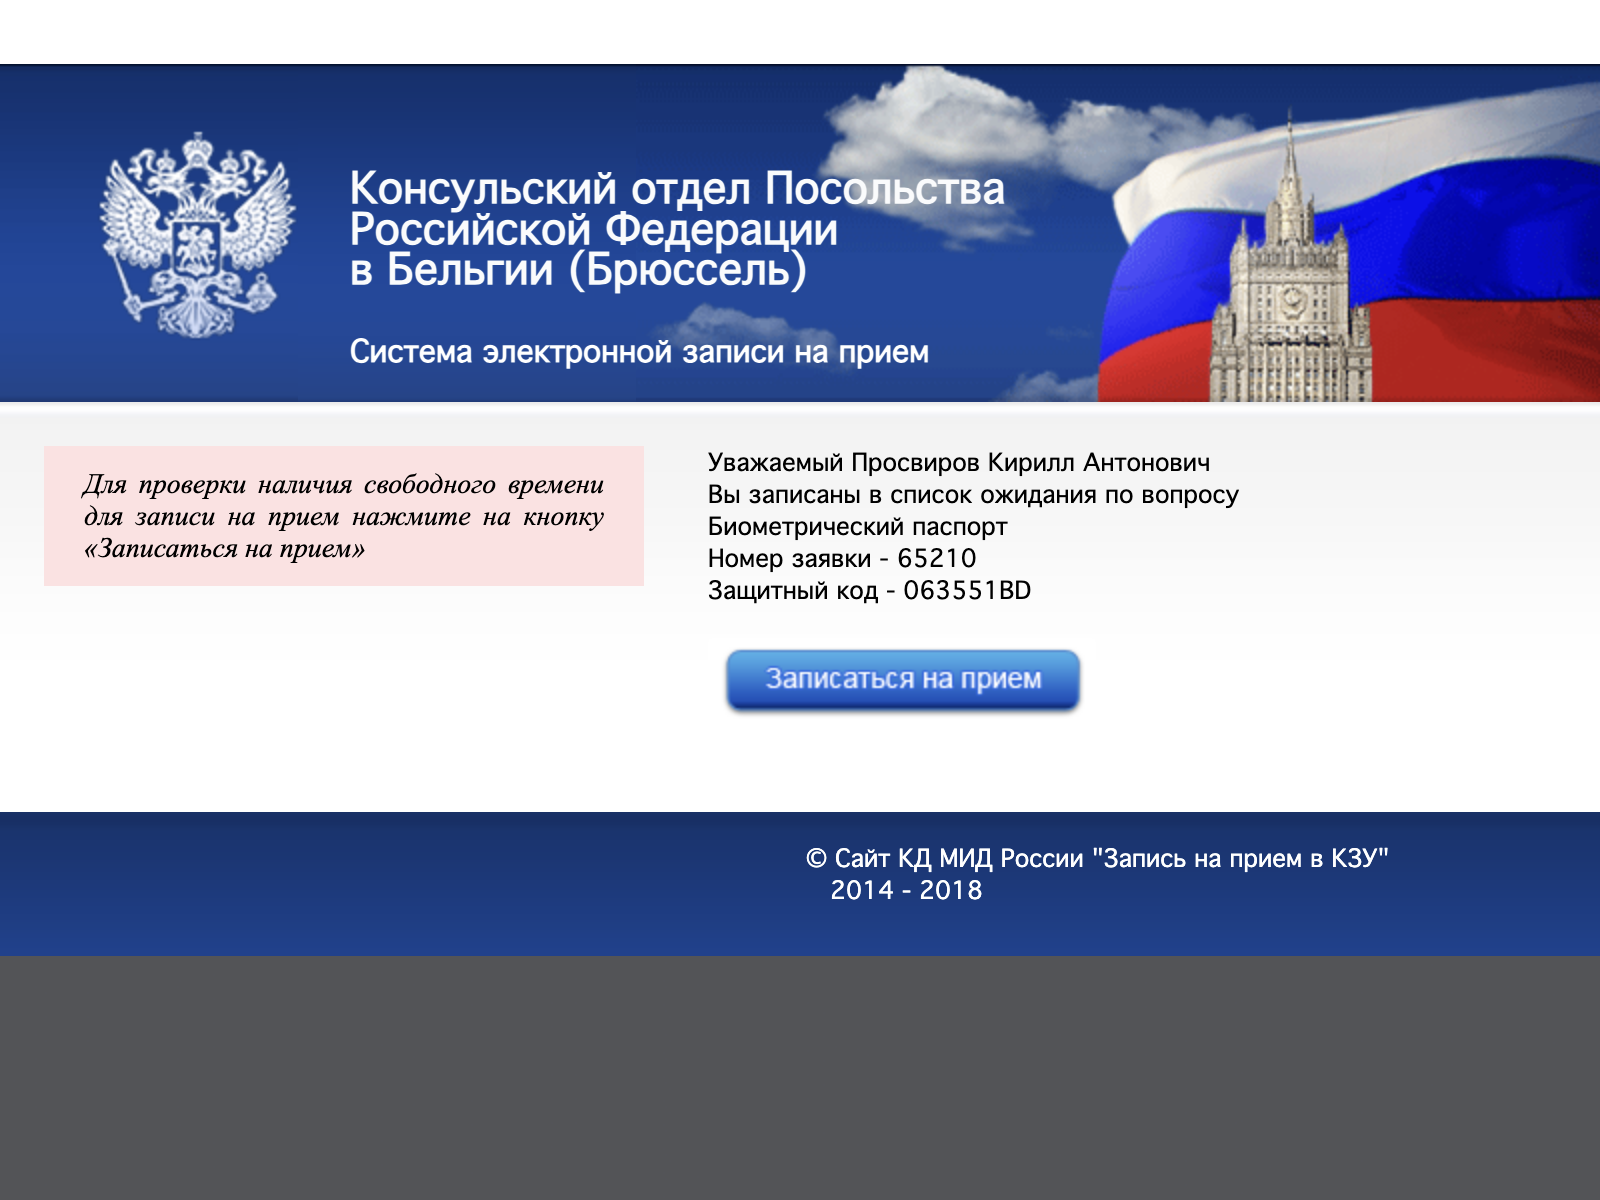 Консульский отдел Посольства
Российской Федерации
в Бельгии (Брюссель)
Система электронной записи на прием
Для проверки наличия свободного времени
для записи на прием нажмите на кнопку
«Записаться на прием»
Уважаемый Просвиров Кирилл Антонович
Вы записаны в список ожидания по вопросу
Биометрический паспорт
Номер заявки - 65210
Защитный код - 063551BD
Записаться на прием
© Сайт КД МИД России "Запись на прием в КЗУ"
2014 - 2018